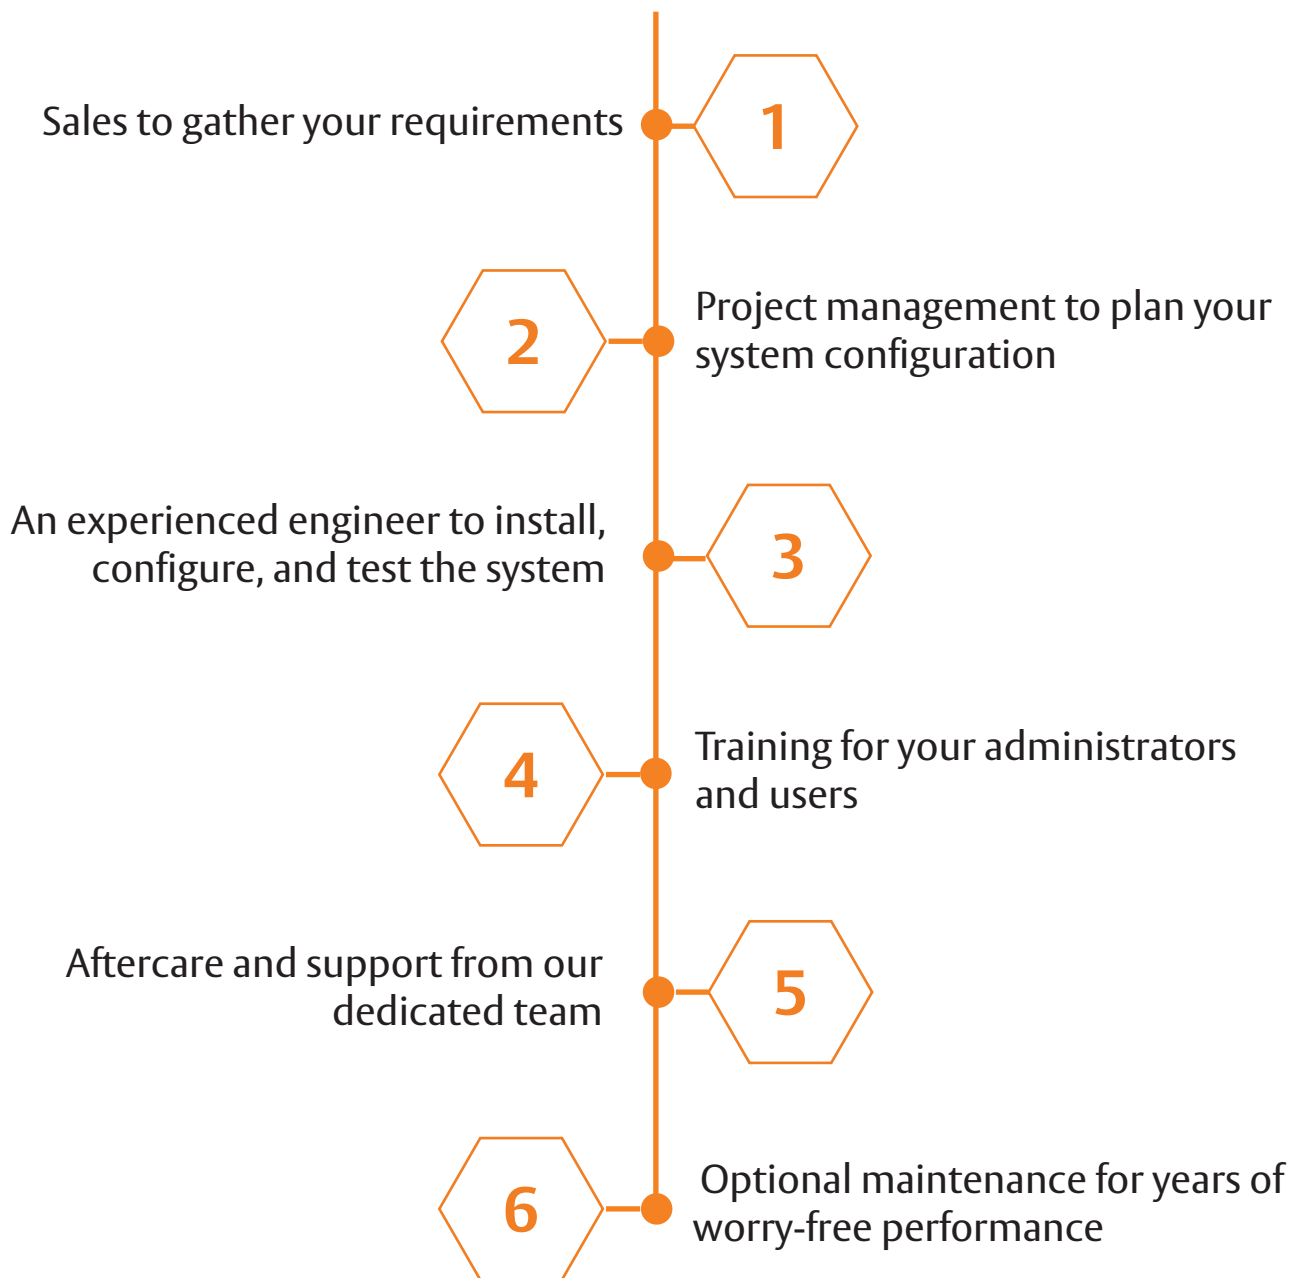 Sales to gather your requirements
1
2
Project management to plan your
system configuration
An experienced engineer to install,
configure, and test the system
3
4
Training for your administrators
and users
Aftercare and support from our
dedicated team
5
6
Optional maintenance for years of
worry-free performance